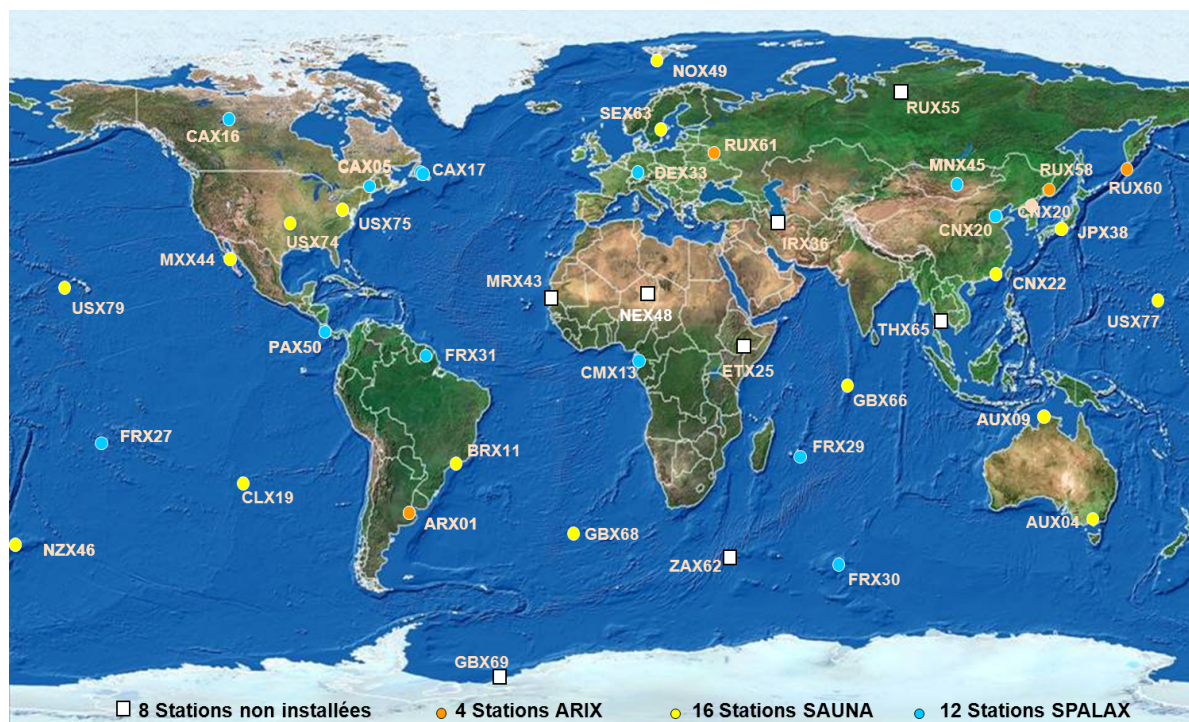 NOX49
RUX55
SEX63
CAX16
RUX61
CAX05
CAX17
DEX33
MNX45
RUX58
RUX60
CNX20
USX75
USX74
CNX20
JPX38
IRX36
MXX44
MRX43
CNX22
USX79
NEX48
USX77
THX65
PAX50
FRX31
CMX13
ETX25
GBX66
AUX09
FRX27
BRX11
FRX29
CLX19
ARX01
AUX04
GBX68
NZX46
ZAX62
FRX30
GBX69
8 Stations non installées 4 Stations ARIX 16 Stations SAUNA 12 Stations SPALAX